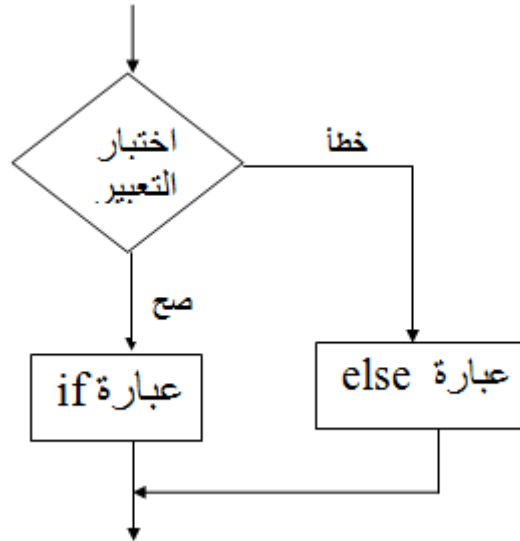 اختبار
التعبير
خطأ
صح
عبارة if
عبارة else